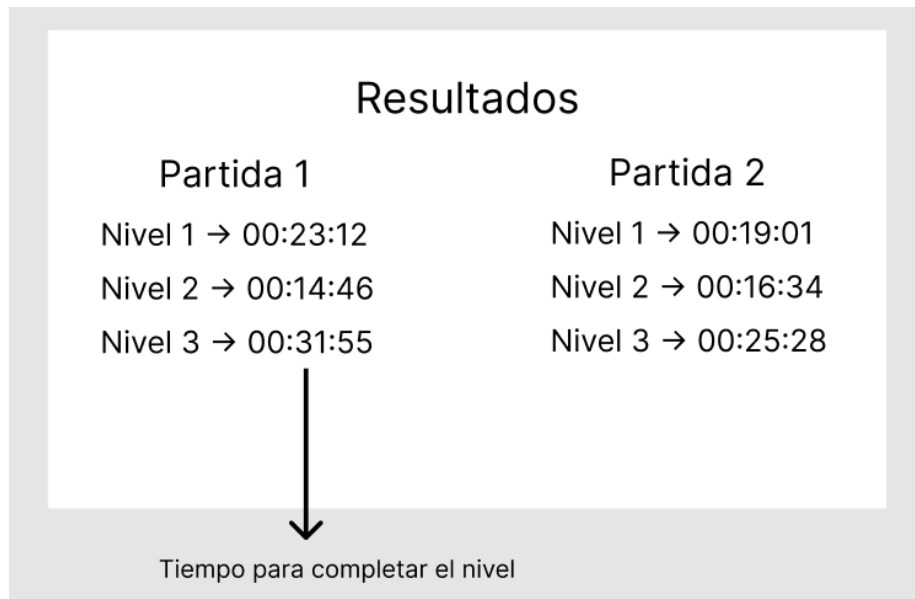 Resultados
Partida 1
Nivel 1 → 00:23:12
Nivel 2 → 00:14:46
Nivel 3 → 00:31:55
Partida 2
Nivel 1 → 00:19:01
Nivel 2 → 00:16:34
Nivel 3 → 00:25:28
Tiempo para completar el nivel